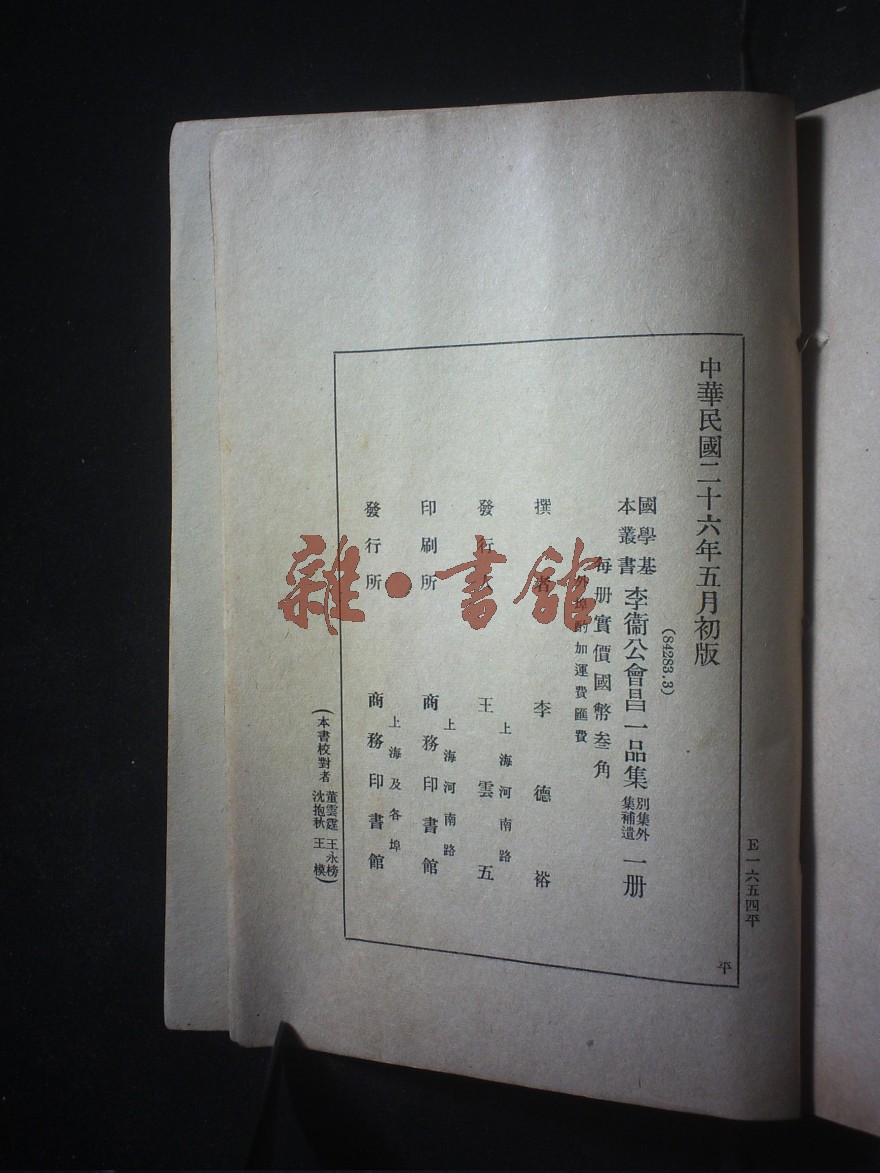 中華民國二十六年五月初版
(84283.3)
國學基本叢書 李衞公會昌一品集 別集外集補遺 一册
每册實價國幣叁角
外埠酌加運費匯費
撰者 李德裕
發行人 王雲五
上海河南路
印刷所 商務印書館
上海河南路
發行所 商務印書館
上海及各埠
(本書校對者 董雲霆 王永榜 沈抱秋 王模)
E一六五四平
平
雜·書館